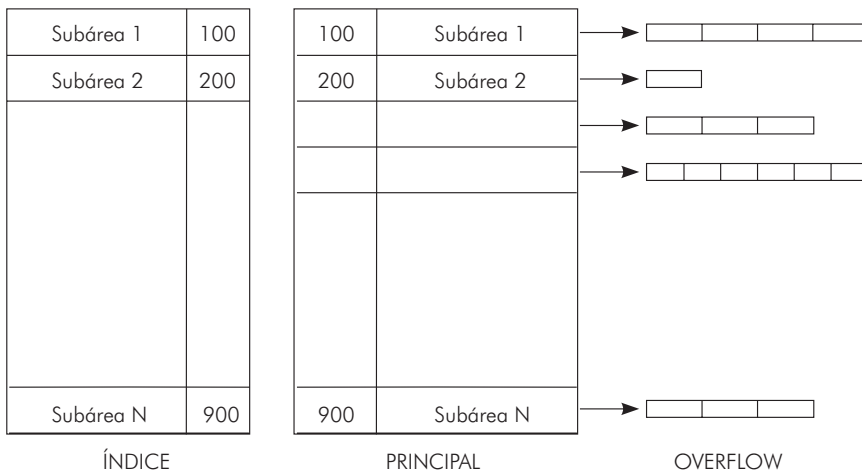 Subárea 1 100 100 Subárea 1
Subárea 2 200 200 Subárea 2
Subárea N 900 900 Subárea N
ÍNDICE PRINCIPAL OVERFLOW